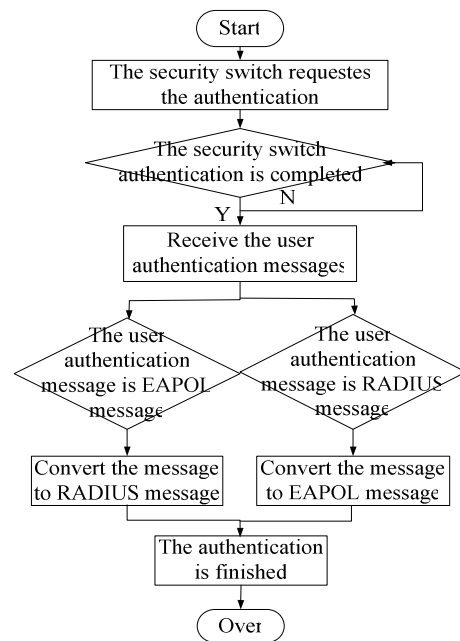 Start
The security switch requestes
the authentication
The security switch
authentication is completed
N
Y
Receive the user
authentication messages
The user
authentication
message is EAPOL
message
The user
authentication
message is RADIUS
message
Convert the message
to RADIUS message
Convert the message
to EAPOL message
The authentication
is finished
Over